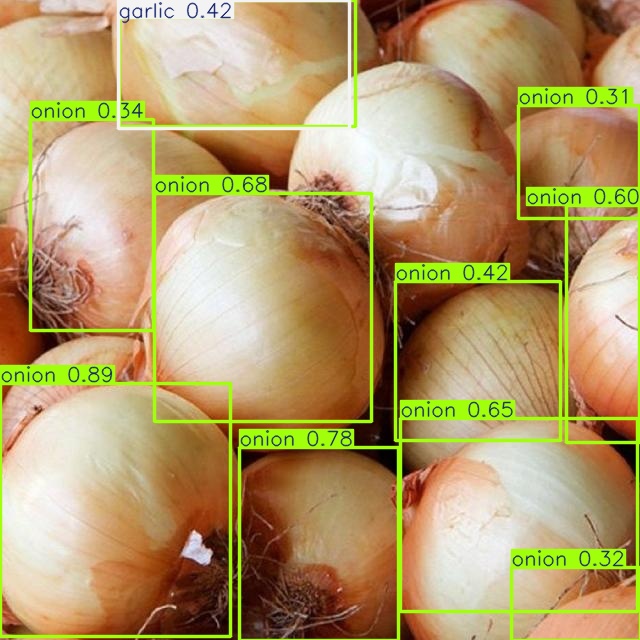 garlic 0.42
onion 0.31
onion 0.34
onion 0.68
onion 0.60
onion 0.42
onion 0.89
onion 0.65
onion 0.78
onion 0.32